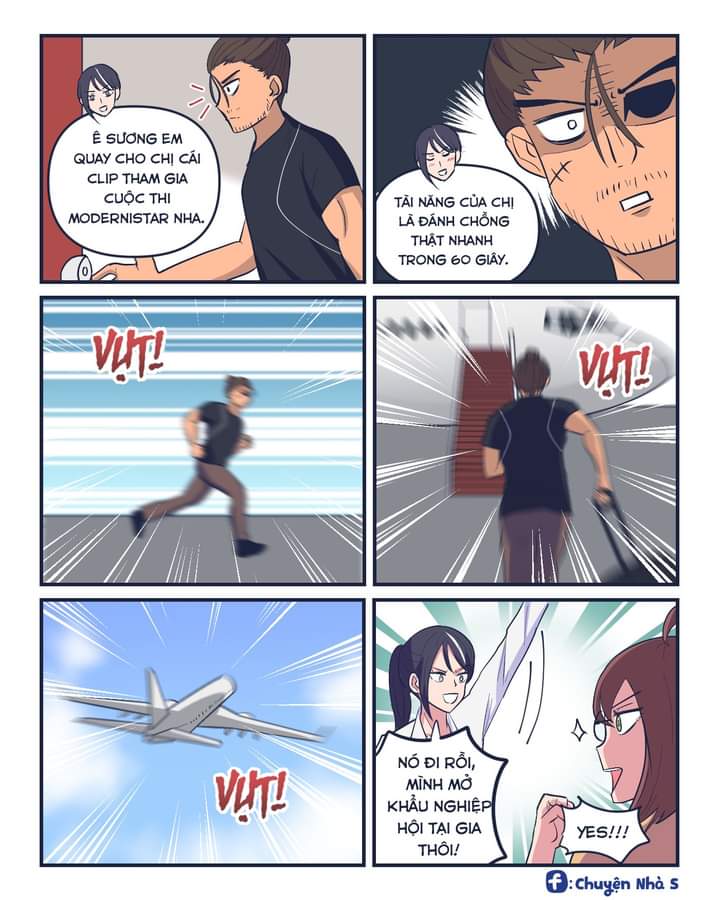 Ê SƯƠNG EM
QUAY CHO CHỊ CÁI
CLIP THAM GIA
CUỘC THI
MODERNISTAR NHA.
TÀI NĂNG CỦA CHỊ
LÀ ĐÁNH CHỒNG
THẬT NHANH
TRONG 60 GIÂY.
VỤT!
VỤT!
VỤT!
NÓ ĐI RỒI,
MÌNH MỞ
KHẨU NGHIỆP
HỘI TẠI GIA
THÔI!
YES!!!
f: Chuyện Nhà S